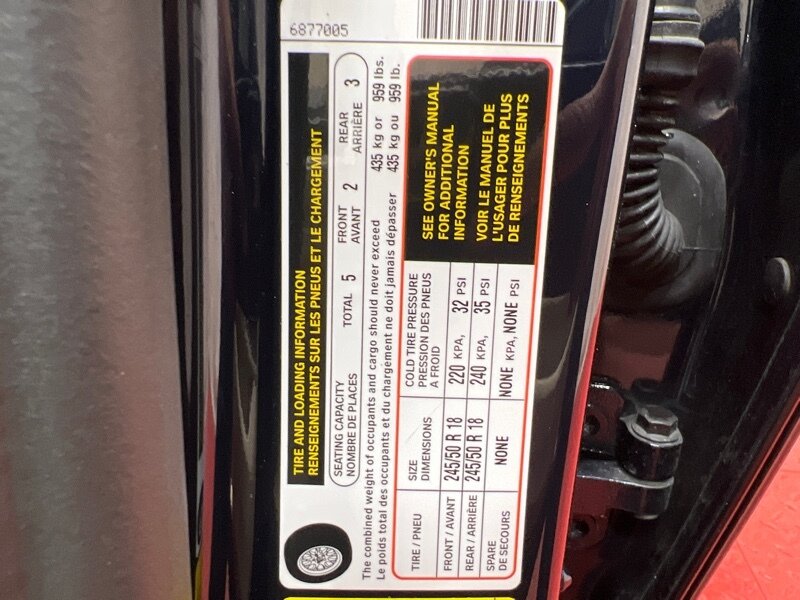 6877005
TIRE AND LOADING INFORMATION
RENSEIGNEMENTS SUR LES PNEUS ET LE CHARGEMENT
SEATING CAPACITY
NOMBRE DE PLACES
TOTAL 5
FRONT
AVANT
2
REAR
ARRIÈRE
3
The combined weight of occupants and cargo should never exceed 435 kg or 959 lbs.
Le poids total des occupants et du chargement ne doit jamais dépasser 435 kg ou 959 lb.
TIRE / PNEU
SIZE
DIMENSIONS
COLD TIRE PRESSURE
PRESSION DES PNEUS
A FROID
FRONT / AVANT 245/50 R 18 220 KPA, 32 PSI
REAR / ARRIÈRE 245/50 R 18 240 KPA, 35 PSI
SPARE
DE SECOURS
NONE NONE KPA, NONE PSI
SEE OWNER'S MANUAL
FOR ADDITIONAL
INFORMATION
VOIR LE MANUEL DE
L'USAGER POUR PLUS
DE RENSEIGNEMENTS